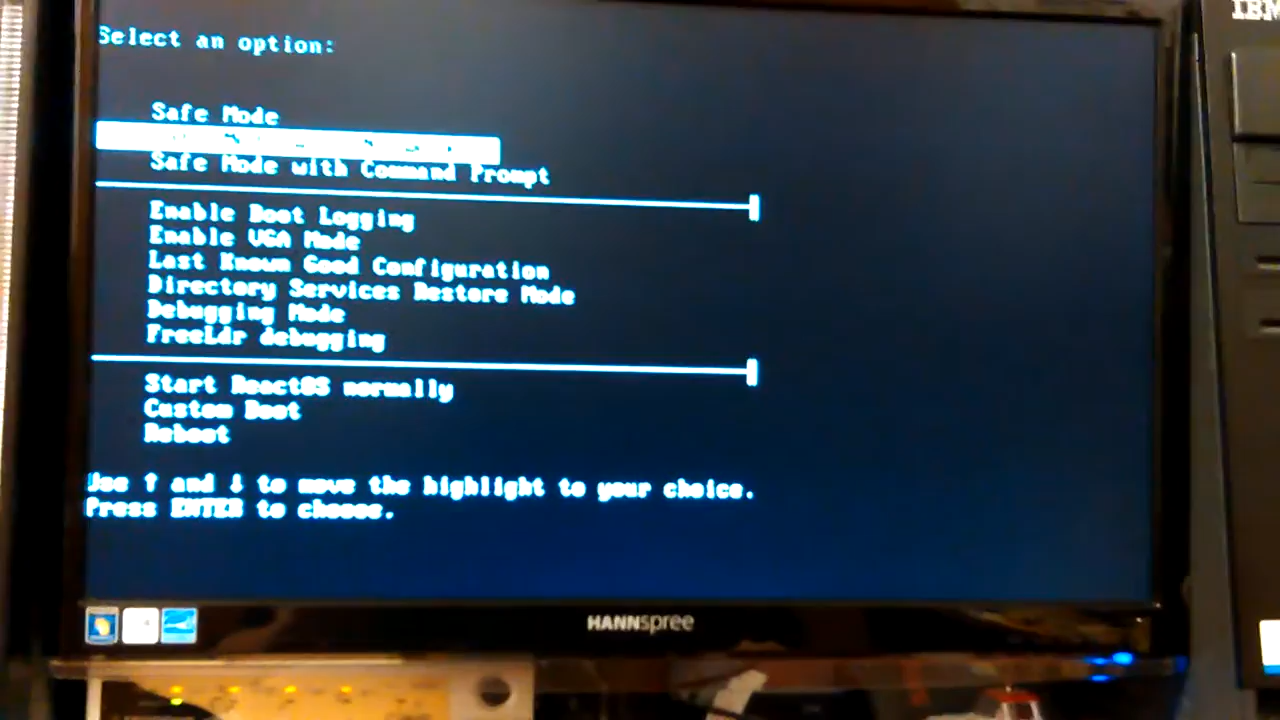 Select an option:
Safe Mode
Safe Mode with Command Prompt
Enable Boot Logging
Enable VGA Mode
Last Known Good Configuration
Directory Services Restore Mode
Debugging Mode
FreeLdr debugging
Start ReactOS normally
Custom Boot
Reboot
Use ↑ and ↓ to move the highlight to your choice.
Press ENTER to choose.
HANNspree
IBM